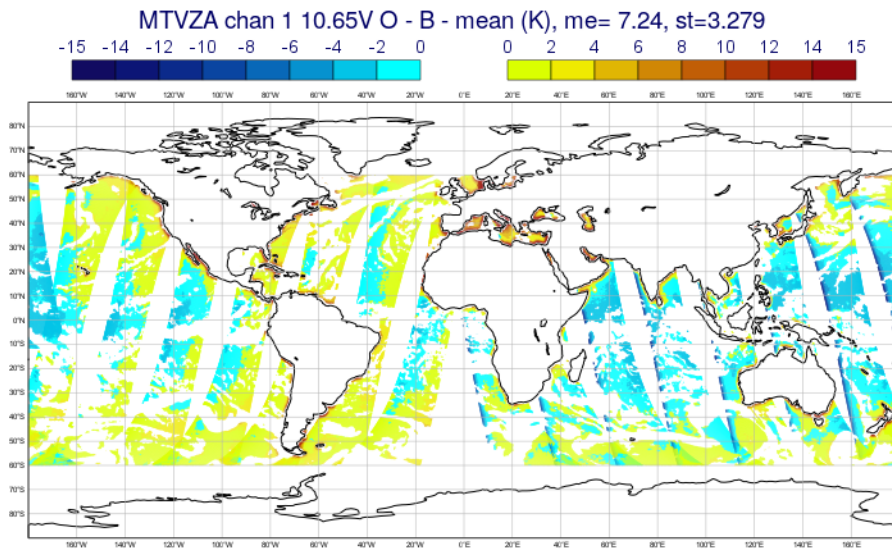 MTVZA chan 1 10.65V O - B - mean (K), me= 7.24, st=3.279
-15 -14 -10 -8 -6 -4 -2 0 0 2 4 6 8 10 12 14 15
160°W 140°W 120°W 100°W 80°W 60°W 40°W 20°W 0°E 20°E 40°E 60°E 80°E 100°E 120°E 140°E 160°E
80°N
70°N
60°N
50°N
40°N
30°N
20°N
10°N
0°N
10°S
20°S
30°S
40°S
50°S
60°S
70°S
80°S
160°W 140°W 120°W 100°W 80°W 60°W 40°W 20°W 0°E 20°E 40°E 60°E 80°E 100°E 120°E 140°E 160°E